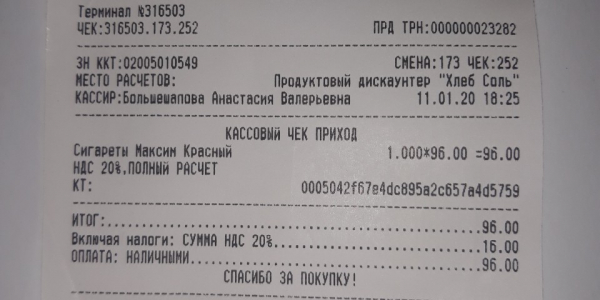 Терминал №316503
ЧЕК:316503.173.252 ПРД ТРН:000000023282
ЗН ККТ:02005010549 СМЕНА:173 ЧЕК:252
МЕСТО РАСЧЕТОВ: Продуктовый дискаунтер "Хлеб Соль"
КАССИР:Большешапова Анастасия Валерьевна 11.01.20 18:25
КАССОВЫЙ ЧЕК ПРИХОД
Сигареты Максим Красный 1.000*96.00 =96.00
НДС 20%,ПОЛНЫЙ РАСЧЕТ
КТ: 0005042f67e4dc895a2c657a4d5759
ИТОГ:...96.00
Включая налоги: СУММА НДС 20%...16.00
ОПЛАТА: НАЛИЧНЫМИ...96.00
СПАСИБО ЗА ПОКУПКУ!